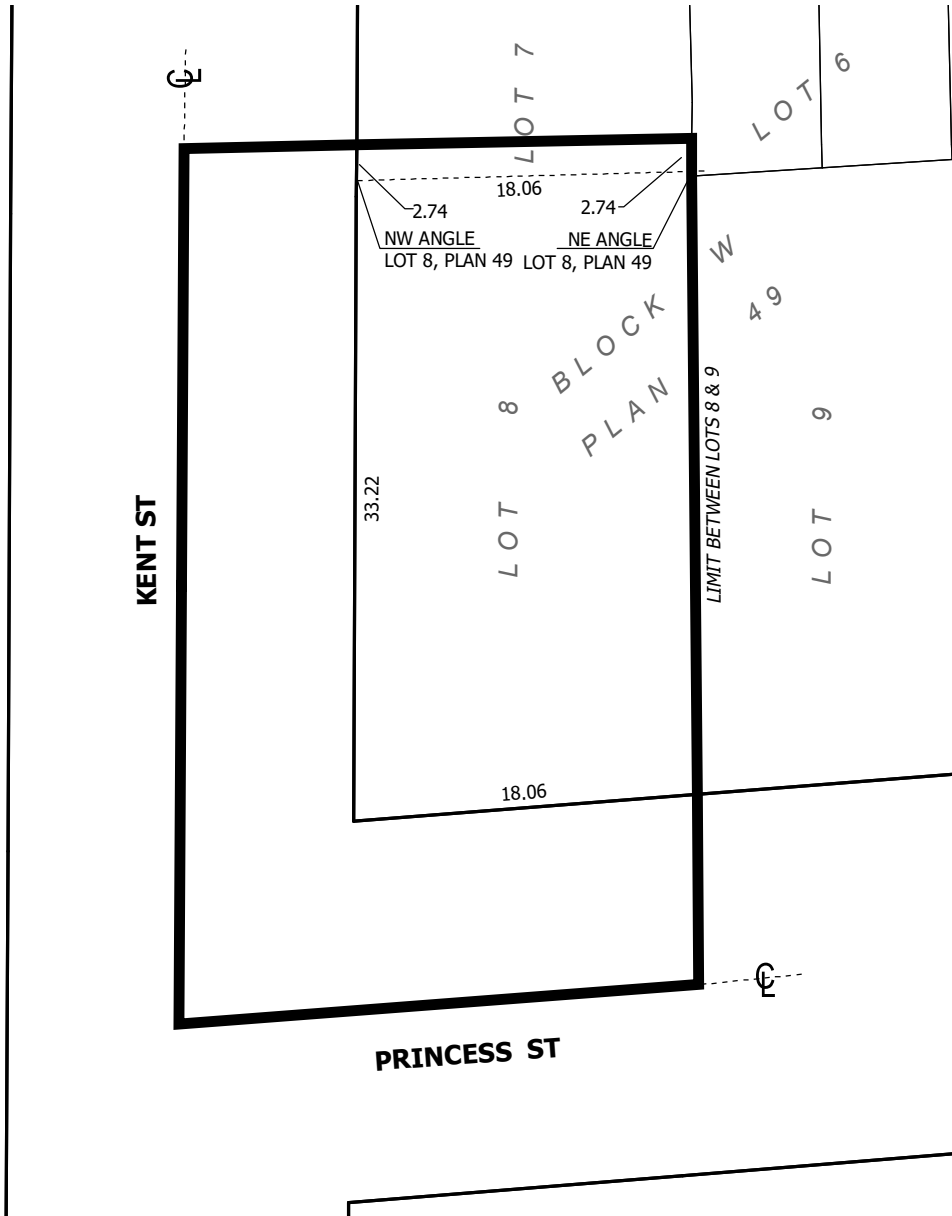 ℄
LOT 7
LOT 6
18.06
2.74
2.74
NW ANGLE
LOT 8, PLAN 49
NE ANGLE
LOT 8, PLAN 49
BLOCK W
PLAN 49
LOT 8
LOT 9
LIMIT BETWEEN LOTS 8 & 9
KENT ST
33.22
18.06
℄
PRINCESS ST